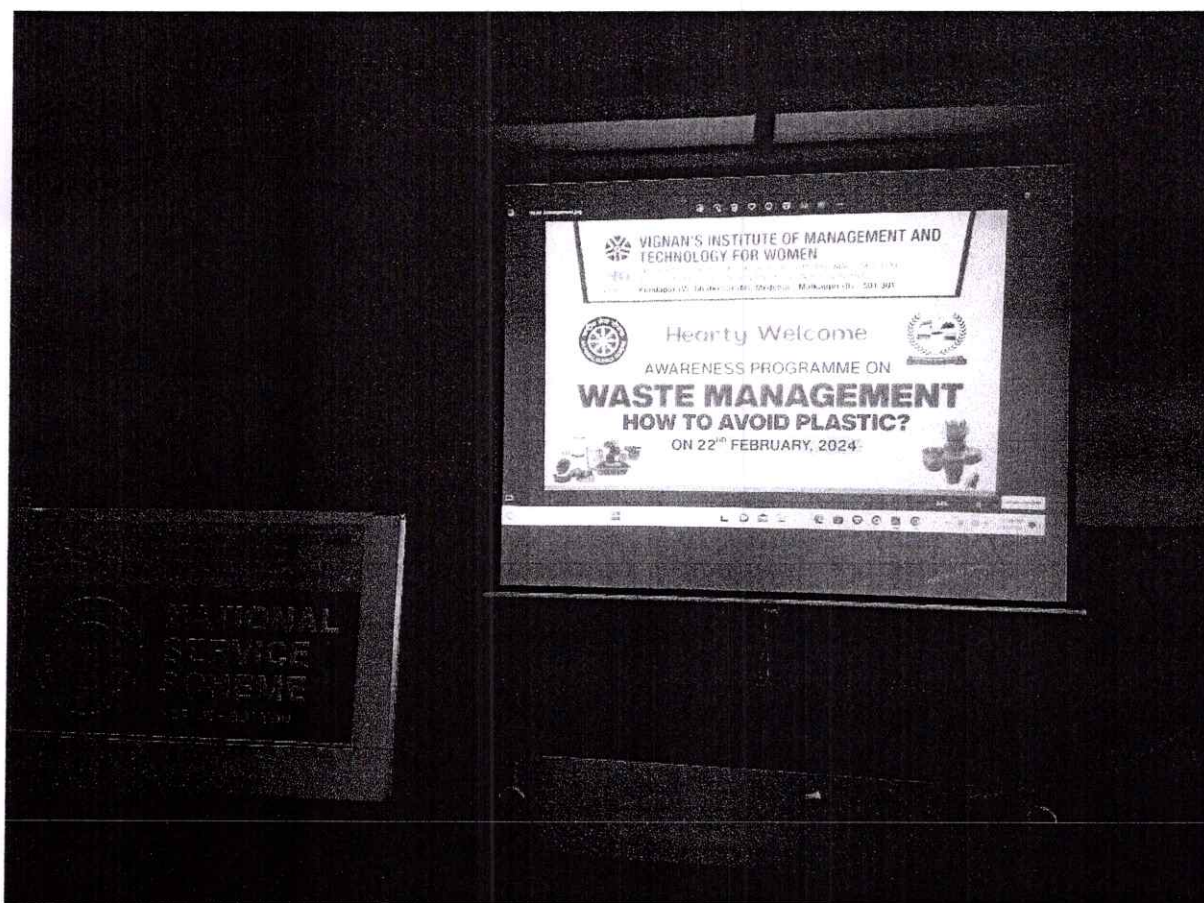 VIGNAN'S INSTITUTE OF MANAGEMENT AND
TECHNOLOGY FOR WOMEN
Hearty Welcome
AWARENESS PROGRAMME ON
WASTE MANAGEMENT
HOW TO AVOID PLASTIC?
ON 22ND FEBRUARY, 2024
NATIONAL
SERVICE
SCHEME